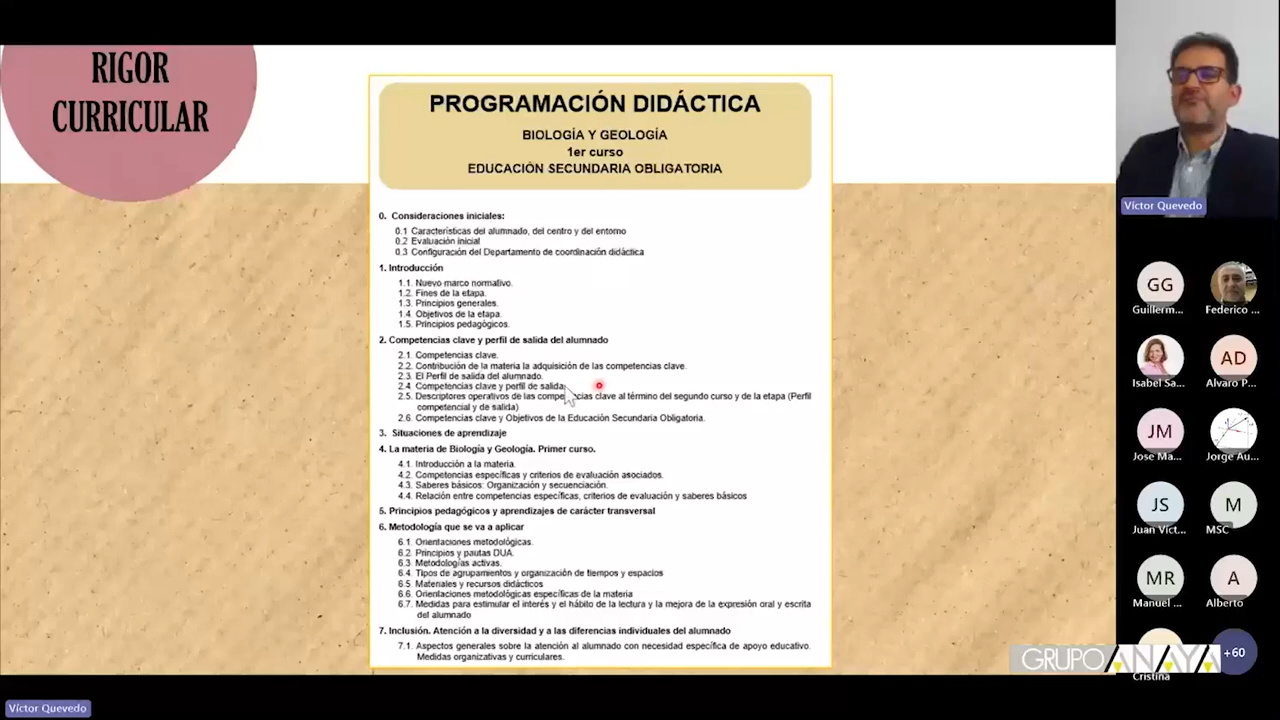 RIGOR
CURRICULAR
PROGRAMACIÓN DIDÁCTICA
BIOLOGÍA Y GEOLOGÍA
1er curso
EDUCACIÓN SECUNDARIA OBLIGATORIA
0. Consideraciones iniciales:
0.1 Características del alumnado, del centro y del entorno
0.2 Evaluación inicial
0.3 Configuración del Departamento de coordinación didáctica
1. Introducción
1.1. Nuevo marco normativo.
1.2. Fines de la etapa.
1.3. Principios generales.
1.4. Objetivos de la etapa.
1.5. Principios pedagógicos.
2. Competencias clave y perfil de salida del alumnado
2.1. Competencias clave.
2.2. Contribución de la materia la adquisición de las competencias clave.
2.3. El Perfil de salida del alumnado.
2.4. Competencias clave y perfil de salida.
2.5. Descriptores operativos de las competencias clave al término del segundo curso y de la etapa (Perfil
competencial y de salida)
2.6. Competencias clave y Objetivos de la Educación Secundaria Obligatoria.
3. Situaciones de aprendizaje
4. La materia de Biología y Geología. Primer curso.
4.1. Introducción a la materia.
4.2. Competencias específicas y criterios de evaluación asociados.
4.3. Saberes básicos: Organización y secuenciación.
4.4. Relación entre competencias específicas, criterios de evaluación y saberes básicos
5. Principios pedagógicos y aprendizajes de carácter transversal
6. Metodología que se va a aplicar
6.1. Orientaciones metodológicas.
6.2. Principios y pautas DUA.
6.3. Metodologías activas.
6.4. Tipos de agrupamientos y organización de tiempos y espacios
6.5. Materiales y recursos didácticos
6.6. Orientaciones metodológicas específicas de la materia
6.7. Medidas para estimular el interés y el hábito de la lectura y la mejora de la expresión oral y escrita
del alumnado
7. Inclusión. Atención a la diversidad y a las diferencias individuales del alumnado
7.1. Aspectos generales sobre la atención al alumnado con necesidad específica de apoyo educativo.
Medidas organizativas y curriculares.
Víctor Quevedo
GG
Guillerm...
Federico ...
Isabel Sa...
AD
Alvaro P...
JM
Jose Ma...
Jorge Au...
JS
Juan Vict...
M
MSC
MR
Manuel ...
A
Alberto
Cristina
+60
GRUPO ANAYA
Víctor Quevedo